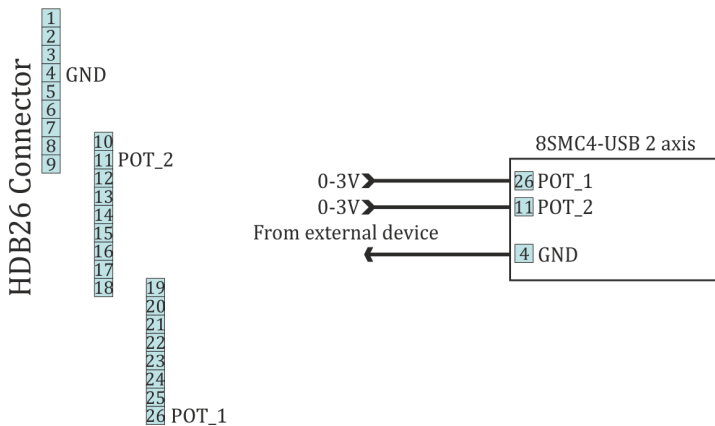 HDB26 Connector
1
2
3
4 GND
5
6
7
8
9
10
11 POT_2
12
13
14
15
16
17
18
19
20
21
22
23
24
25
26 POT_1
8SMC4-USB 2 axis
0-3V 26 POT_1
0-3V 11 POT_2
From external device
4 GND